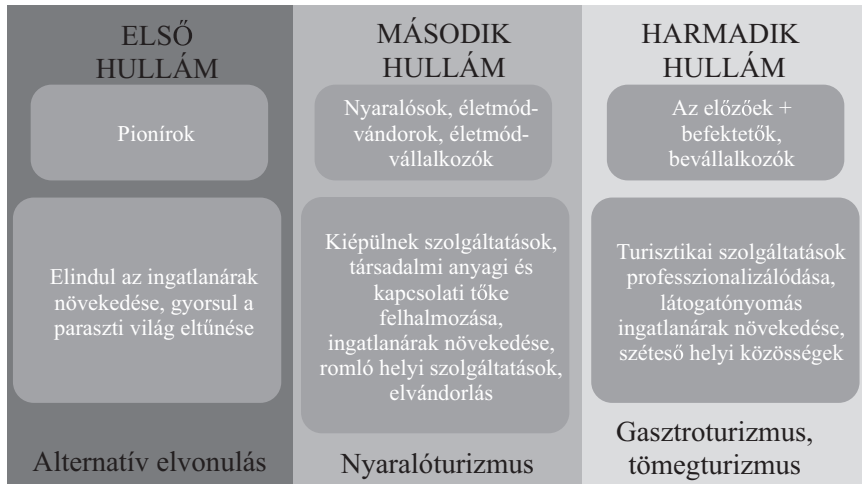 ELSŐ
HULLÁM
Pionírok
Elindul az ingatlanárak
növekedése, gyorsul a
paraszti világ eltűnése
Alternatív elvonulás
MÁSODIK
HULLÁM
Nyaralósok, életmód-
vándorok, életmód-
vállalkozók
Kiépülnek szolgáltatások,
társadalmi anyagi és
kapcsolati tőke
felhalmozása,
ingatlanárak növekedése,
romló helyi szolgáltatások,
elvándorlás
Nyaralóturizmus
HARMADIK
HULLÁM
Az előzőek +
befektetők,
bevállalkozók
Turisztikai szolgáltatások
professzionalizálódása,
látogatónyomás
ingatlanárak növekedése,
széteső helyi közösségek
Gasztroturizmus,
tömegturizmus